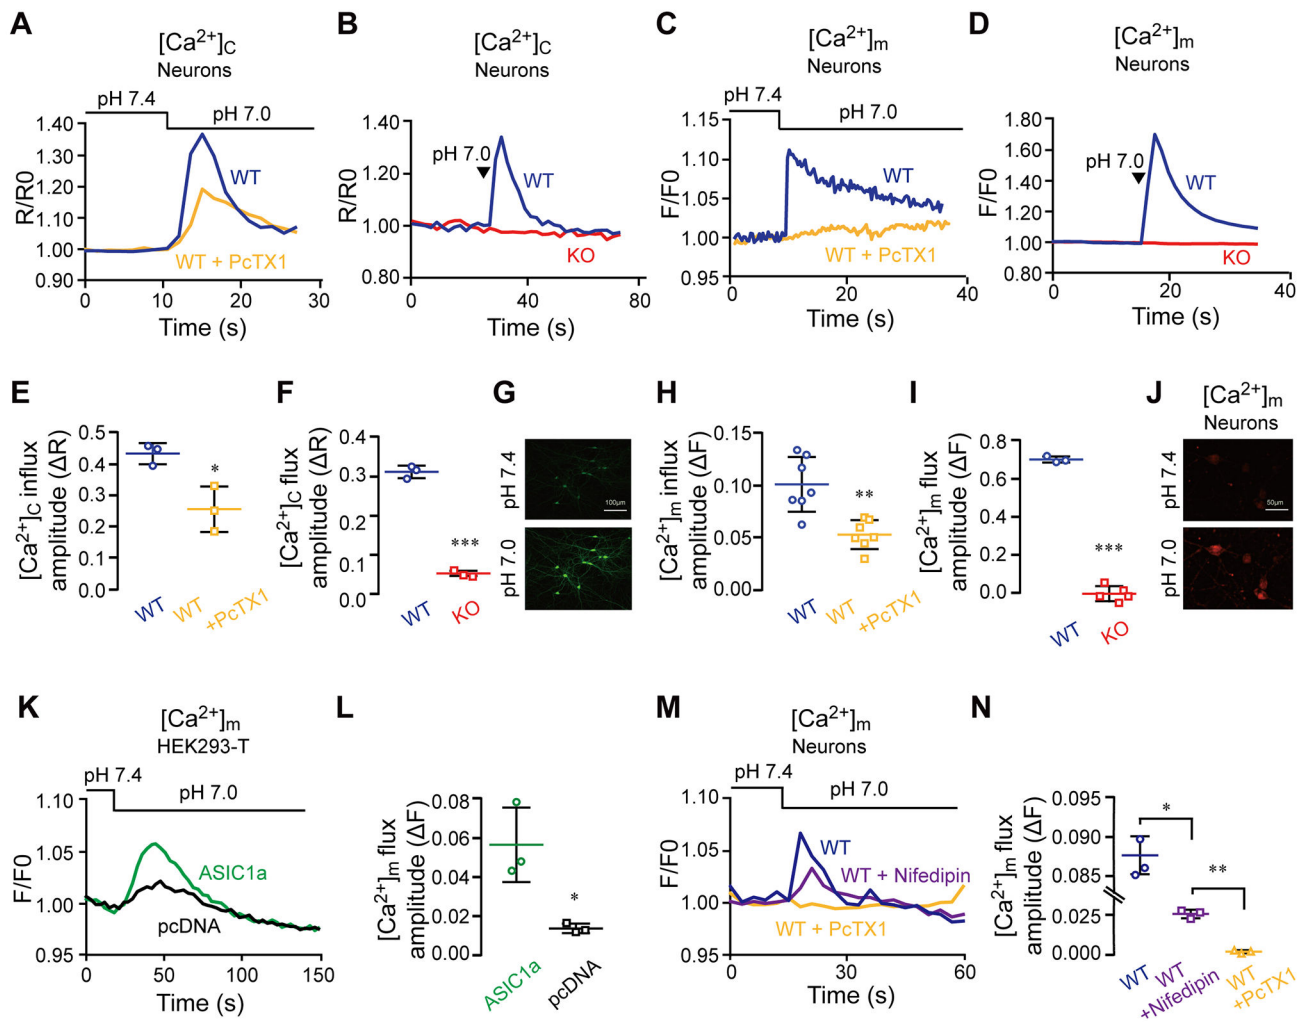 A
[Ca2+]C
Neurons
pH 7.4
pH 7.0
1.40
1.30
1.20
1.10
1.00
0.90
R/R0
WT
WT + PcTX1
0
10
20
30
Time (s)
B
[Ca2+]C
Neurons
1.40
1.20
1.00
0.80
R/R0
pH 7.0
WT
KO
0
40
80
Time (s)
C
[Ca2+]m
Neurons
pH 7.4
pH 7.0
1.15
1.10
1.05
1.00
0.95
F/F0
WT
WT + PcTX1
0
20
40
Time (s)
D
[Ca2+]m
Neurons
1.80
1.60
1.40
1.20
1.00
0.80
F/F0
pH 7.0
WT
KO
0
20
40
Time (s)
E
[Ca2+]C influx
amplitude (ΔR)
0.5
0.4
0.3
0.2
0.1
0.0
*
WT
WT
+PcTX1
F
[Ca2+]C flux
amplitude (ΔR)
0.4
0.3
0.2
0.1
0.0
***
WT
KO
G
pH 7.4
100μm
pH 7.0
H
[Ca2+]m influx
amplitude (ΔF)
0.15
0.10
0.05
0.00
**
WT
WT
+PcTX1
I
[Ca2+]m flux
amplitude (ΔF)
0.8
0.6
0.4
0.2
0.0
***
WT
KO
J
[Ca2+]m
Neurons
pH 7.4
50μm
pH 7.0
K
[Ca2+]m
HEK293-T
pH 7.4
pH 7.0
1.10
1.05
1.00
0.95
F/F0
ASIC1a
pcDNA
0
50
100
150
Time (s)
L
[Ca2+]m flux
amplitude (ΔF)
0.08
0.06
0.04
0.02
0.00
*
ASIC1a
pcDNA
M
[Ca2+]m
Neurons
pH 7.4
pH 7.0
1.10
1.05
1.00
0.95
F/F0
WT
WT + Nifedipin
WT + PcTX1
0
30
60
Time (s)
N
[Ca2+]m flux
amplitude (ΔF)
0.095
0.090
0.085
0.025
0.000
*
**
WT
WT
+Nifedipin
WT
+PcTX1